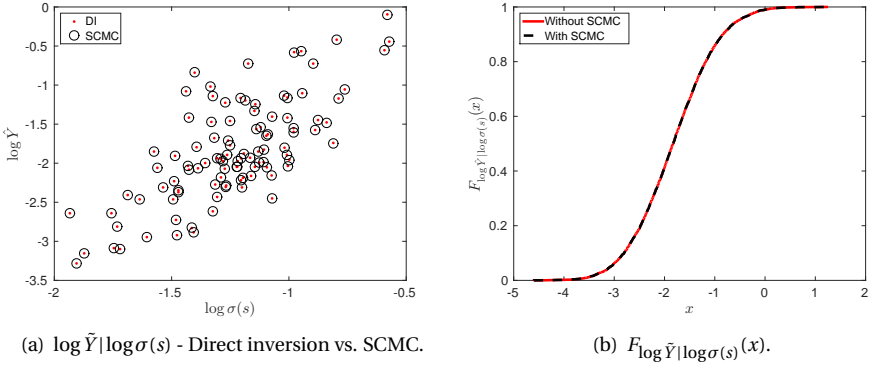 0
-0.5
-1
-1.5
-2
-2.5
-3
-3.5
-2
-1.5
-1
-0.5
log Ŷ
log σ(s)
DI
SCMC
(a) log Ỹ|log σ(s) - Direct inversion vs. SCMC.
1
0.8
0.6
0.4
0.2
0
-5
-4
-3
-2
-1
0
1
2
F log Ŷ|log σ(s) (x)
x
Without SCMC
With SCMC
(b) F log Ỹ|log σ(s) (x).